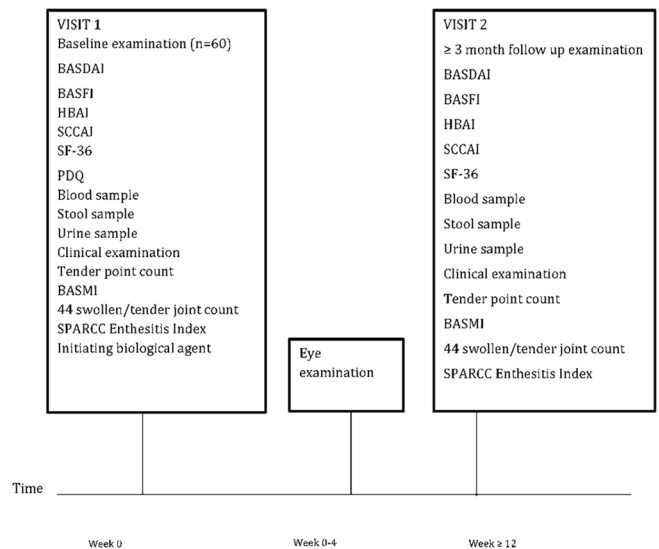 VISIT 1
Baseline examination (n=60)
BASDAI
BASFI
HBAI
SCCAI
SF-36
PDQ
Blood sample
Stool sample
Urine sample
Clinical examination
Tender point count
BASMI
44 swollen/tender joint count
SPARCC Enthesitis Index
Initiating biological agent
Eye
examination
VISIT 2
≥ 3 month follow up examination
BASDAI
BASFI
HBAI
SCCAI
SF-36
Blood sample
Stool sample
Urine sample
Clinical examination
Tender point count
BASMI
44 swollen/tender joint count
SPARCC Enthesitis Index
Time
Week 0
Week 0-4
Week ≥ 12